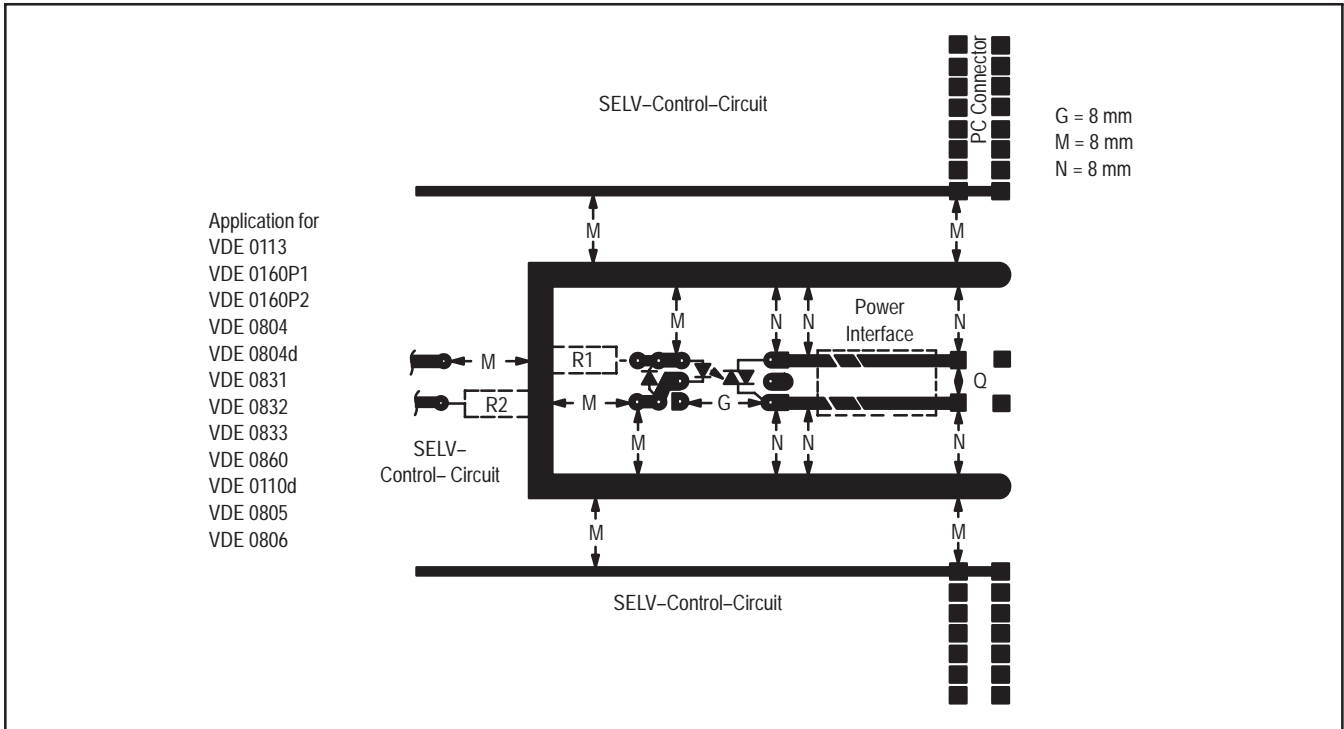 SELV–Control–Circuit
PC Connector
G = 8 mm
M = 8 mm
N = 8 mm
Application for
VDE 0113
VDE 0160P1
VDE 0160P2
VDE 0804
VDE 0804d
VDE 0831
VDE 0832
VDE 0833
VDE 0860
VDE 0110d
VDE 0805
VDE 0806
M
M
Power
Interface
M
N
N
N
M
R1
Q
R2
M
G
M
N
N
N
SELV–
Control– Circuit
M
M
SELV–Control–Circuit